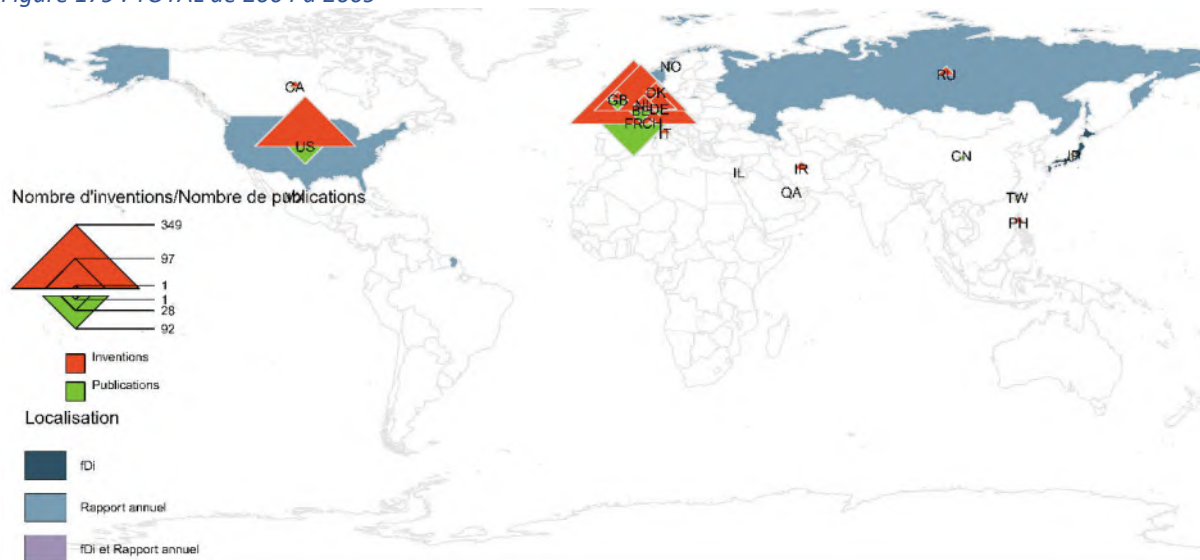 NO
CA
RU
DK
GB
NL
BE DE
US
FR CH
IT
CN
JP
IL
IR
QA
Nombre d'inventions/Nombre de publications
TW
PH
349
97
1
1
28
92
Inventions
Publications
Localisation
fDi
Rapport annuel
fDi et Rapport annuel